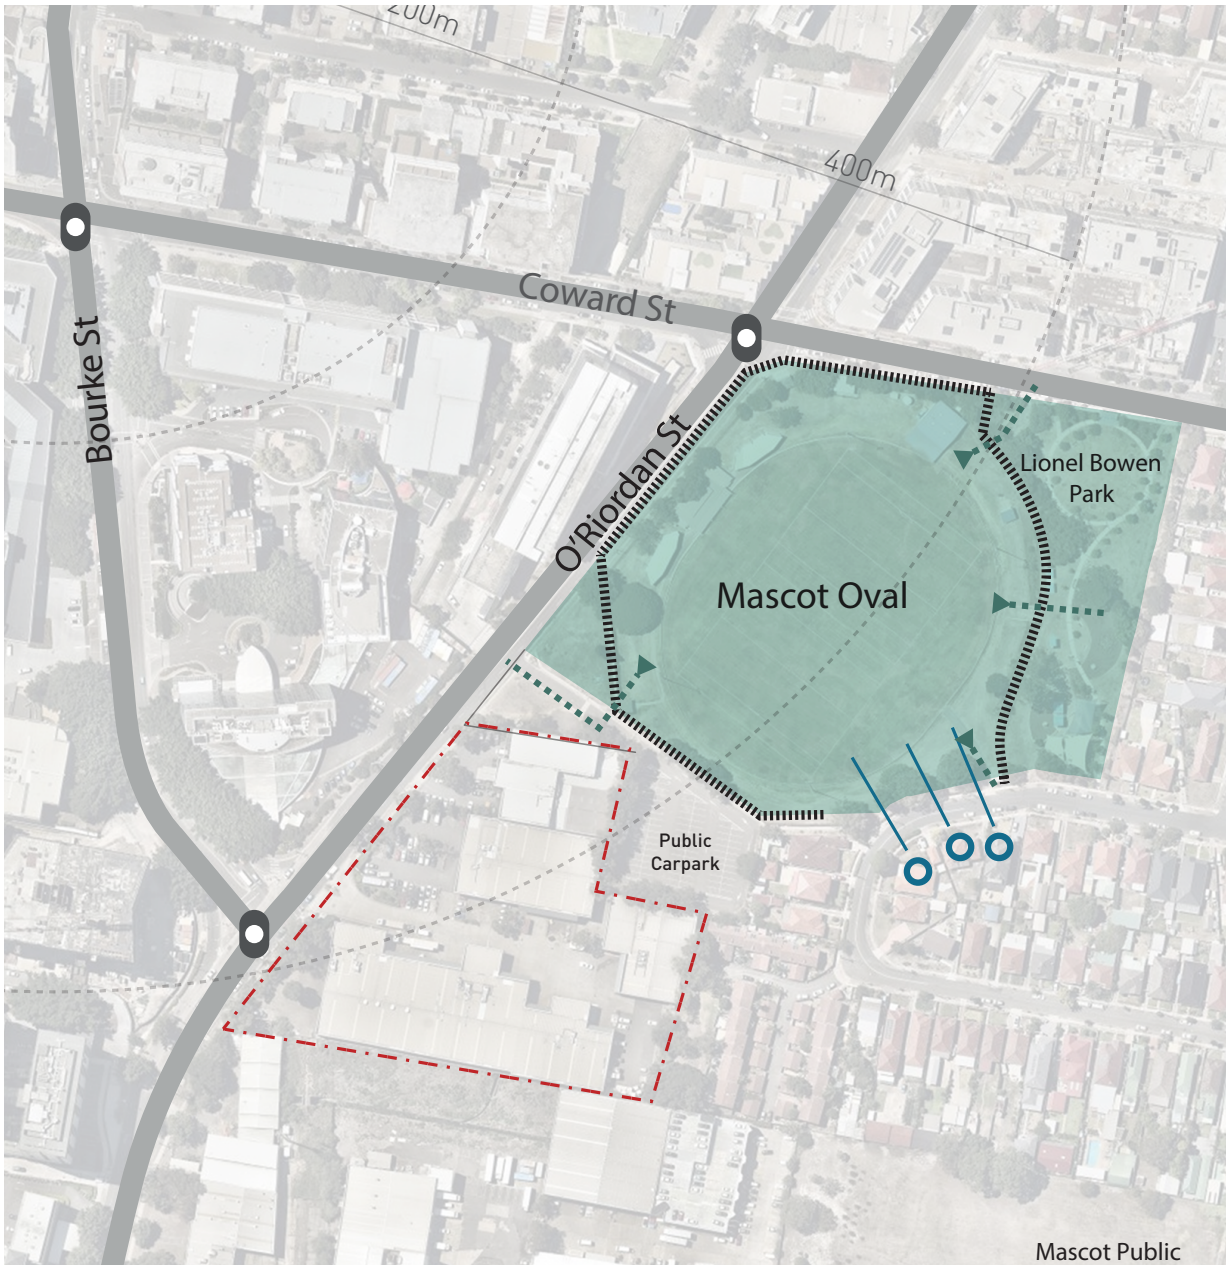 200m
400m
Coward St
Bourke St
O'Riordan St
Lionel Bowen
Park
Mascot Oval
Public
Carpark
Mascot Public